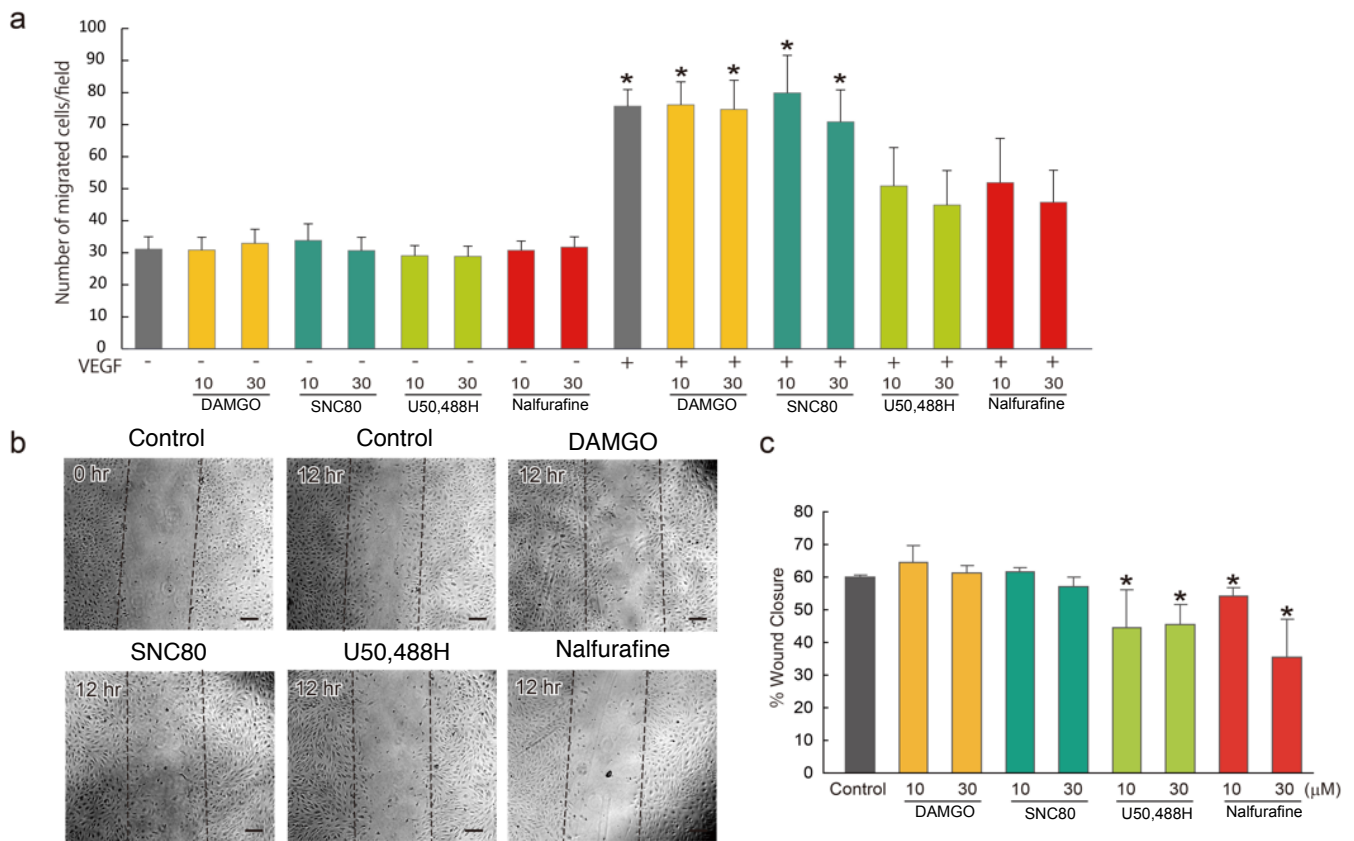 a
Number of migrated cells/field
100
90
80
70
60
50
40
30
20
10
0
* * * * *
VEGF - - - - - - - - - + + + + + + + + +
10 30 10 30 10 30 10 30 10 30 10 30 10 30 10 30
DAMGO SNC80 U50,488H Nalfurafine DAMGO SNC80 U50,488H Nalfurafine
b
Control Control DAMGO
0 hr 12 hr 12 hr
SNC80 U50,488H Nalfurafine
12 hr 12 hr 12 hr
c
% Wound Closure
80
70
60
50
40
30
20
10
0
* * * *
Control 10 30 10 30 10 30 10 30 (μM)
DAMGO SNC80 U50,488H Nalfurafine